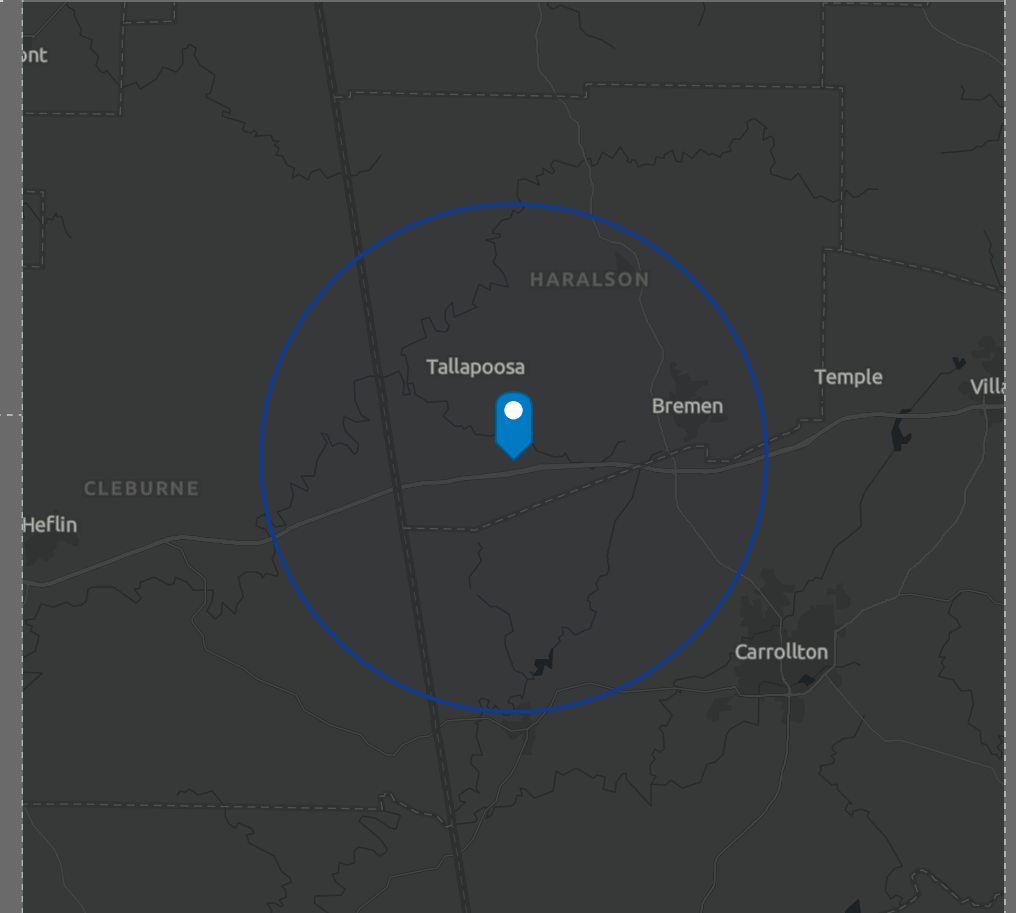 ont
HARALSON
Tallapoosa
Temple
Villa
Bremen
CLEBURNE
Heflin
Carrollton